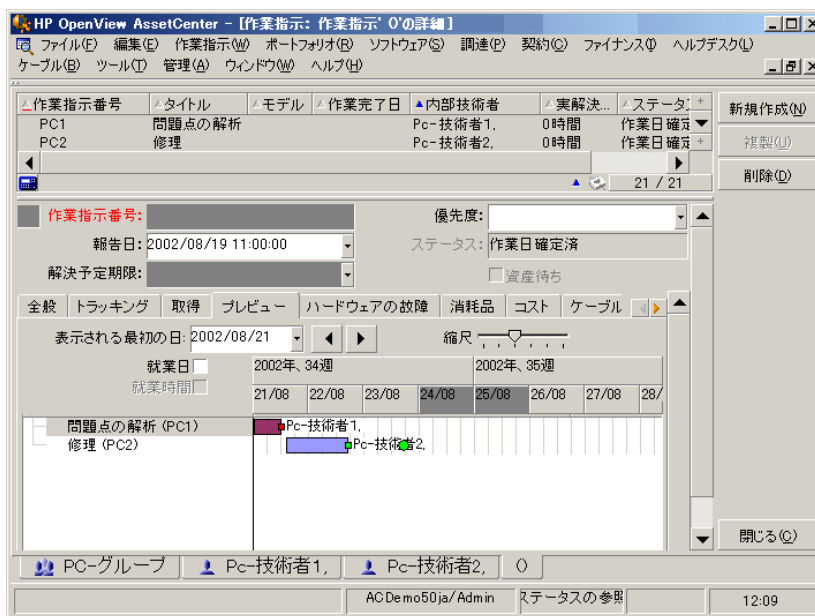 HP OpenView AssetCenter - [作業指示: 作業指示' 0'の詳細]
ファイル(F) 編集(E) 作業指示(W) ポートフォリオ(R) ソフトウェア(S) 調達(P) 契約(C) ファイナンス(I) ヘルプデスク(L)
ケーブル(B) ツール(T) 管理(A) ウィンドウ(W) ヘルプ(H)
作業指示番号 タイトル モデル 作業完了日 内部技術者 実解決... ステータ
PC1 問題点の解析 Pc-技術者1, 0時間 作業日確定
PC2 修理 Pc-技術者2, 0時間 作業日確定
21 / 21
新規作成(N)
複製(U)
削除(D)
作業指示番号: 優先度:
報告日: 2002/08/19 11:00:00 ステータス: 作業日確定済
解決予定期限: 資産待ち
全般 トラッキング 取得 プレビュー ハードウェアの故障 消耗品 コスト ケーブル
表示される最初の日: 2002/08/21 縮尺
就業日 2002年、34週 2002年、35週
就業時間
21/08 22/08 23/08 24/08 25/08 26/08 27/08 28/
問題点の解析 (PC1) Pc-技術者1,
修理 (PC2) Pc-技術者2,
閉じる(C)
PC-グループ Pc-技術者1, Pc-技術者2, ()
ACDemo50ja/Admin ステータスの参照 12:09